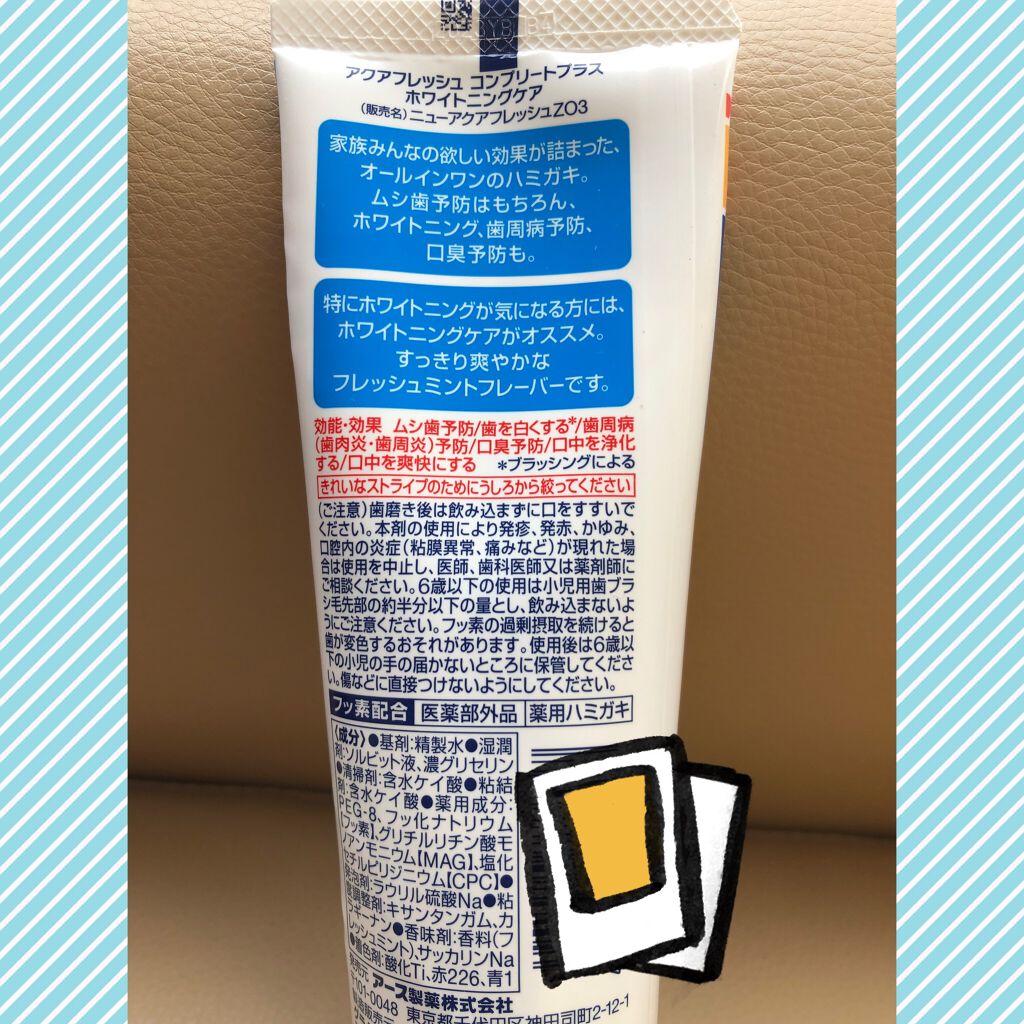 アクアフレッシュ コンプリートプラス
ホワイトニングケア
(販売名)ニューアクアフレッシュZO3
家族みんなの欲しい効果が詰まった、
オールインワンのハミガキ。
ムシ歯予防はもちろん、
ホワイトニング、歯周病予防、
口臭予防も。
特にホワイトニングが気になる方には、
ホワイトニングケアがオススメ。
すっきり爽やかな
フレッシュミントフレーバーです。
効能・効果 ムシ歯予防/歯を白くする*/歯周病
(歯肉炎・歯周炎)予防/口臭予防/口中を浄化
する/口中を爽快にする *ブラッシングによる
きれいなストライプのためにうしろから絞ってください
(ご注意)歯磨き後は飲み込まずに口をすすいで
ください。本剤の使用により発疹、発赤、かゆみ、
口腔内の炎症(粘膜異常、痛みなど)が現れた場
合は使用を中止し、医師、歯科医師又は薬剤師に
ご相談ください。6歳以下の使用は小児用歯ブラ
シ毛先部の約半分以下の量とし、飲み込まないよ
うにご注意ください。フッ素の過剰摂取を続けると
歯が変色するおそれがあります。使用後は6歳以
下の小児の手の届かないところに保管してくださ
い。傷などに直接つけないようにしてください。
フッ素配合 医薬部外品 薬用ハミガキ
〈成分〉●基剤:精製水●湿潤
剤:ソルビット液、濃グリセリン
●清掃剤:含水ケイ酸●粘結
剤:含水ケイ酸●薬用成分:
PEG-8、フッ化ナトリウム
【フッ素】、グリチルリチン酸モ
ノアンモニウム【MAG】、塩化
セチルピリジニウム【CPC】●
発泡剤:ラウリル硫酸Na●粘
度調整剤:キサンタンガム、カ
ラギーナン●香味剤:香料(フ
レッシュミント)、サッカリンNa
●着色剤:酸化Ti、赤226、青1
発売元 アース製薬株式会社
〒101-0048 東京都千代田区神田司町2-12-1